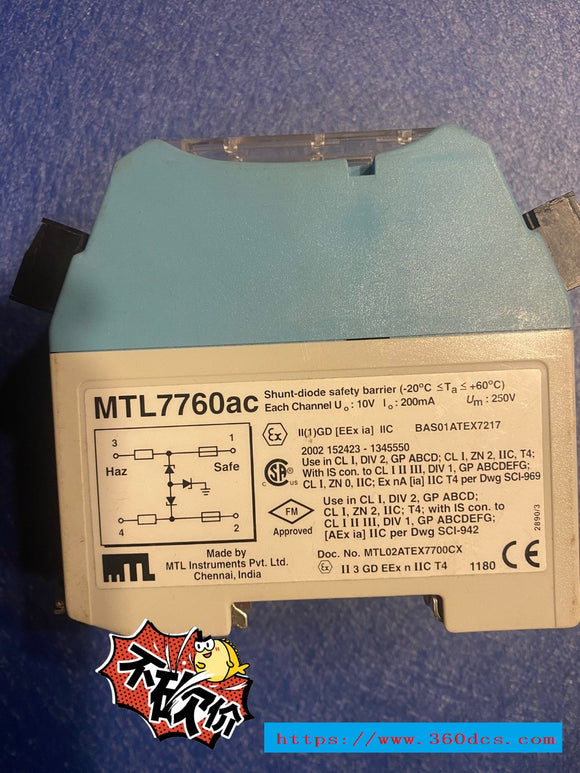 MTL7760ac
Shunt-diode safety barrier (-20°C ≤Ta ≤ +60°C)
Each Channel Uo: 10V Io: 200mA Um: 250V
3
1
Haz
Safe
4
2
Ex
II(1)GD [EEx ia] IIC BAS01ATEX7217
2002 152423 - 1345550
Use in CL I, DIV 2, GP ABCD; CL I, ZN 2, IIC, T4;
With IS con. to CL I II III, DIV 1, GP ABCDEFG;
CL I, ZN 0, IIC; Ex nA [ia] IIC T4 per Dwg SCI-969
SA
FM
Approved
Use in CL I, DIV 2, GP ABCD;
CL I, ZN 2, IIC; T4; with IS con. to
CL I II III, DIV 1, GP ABCDEFG;
[AEx ia] IIC per Dwg SCI-942
2890/3
MTL
Made by
MTL Instruments Pvt. Ltd.
Chennai, India
Doc. No. MTL02ATEX7700CX
Ex II 3 GD EEx n IIC T4 1180 CE
不砍价
https://www.360dcs.com